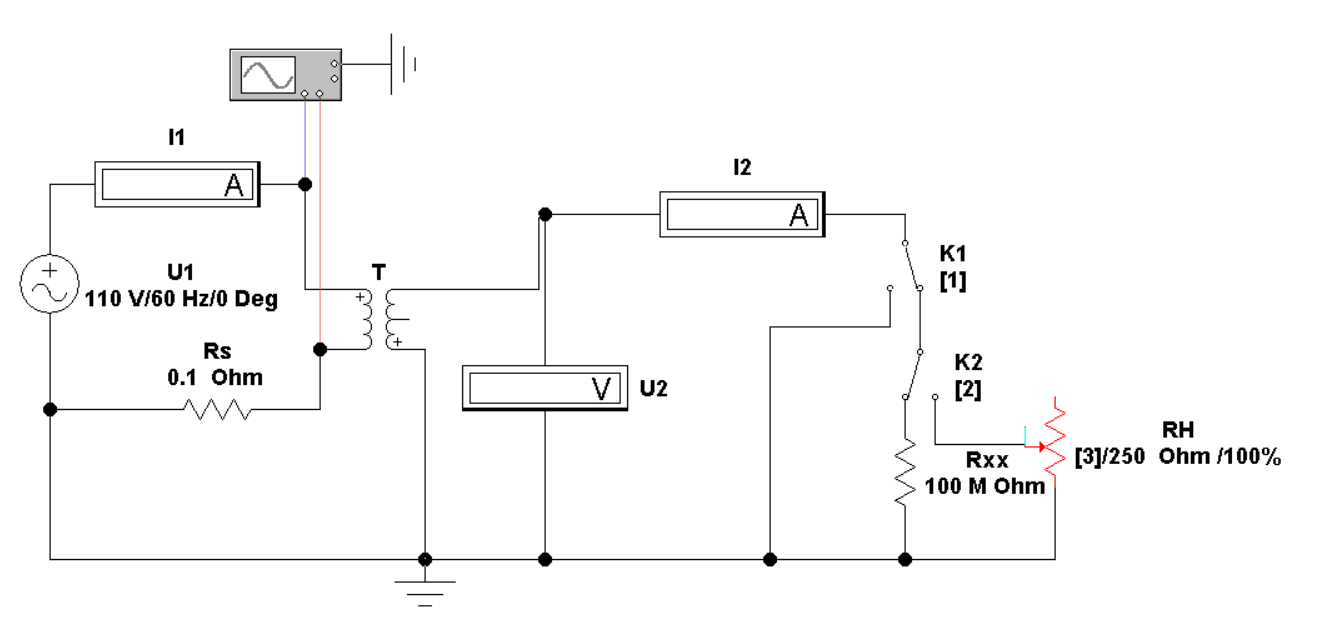 I1
A
I2
A
K1
[1]
U1
110 V/60 Hz/0 Deg
T
+
+
+
Rs
0.1 Ohm
V
U2
K2
[2]
RH
[3]/250 Ohm /100%
Rxx
100 M Ohm